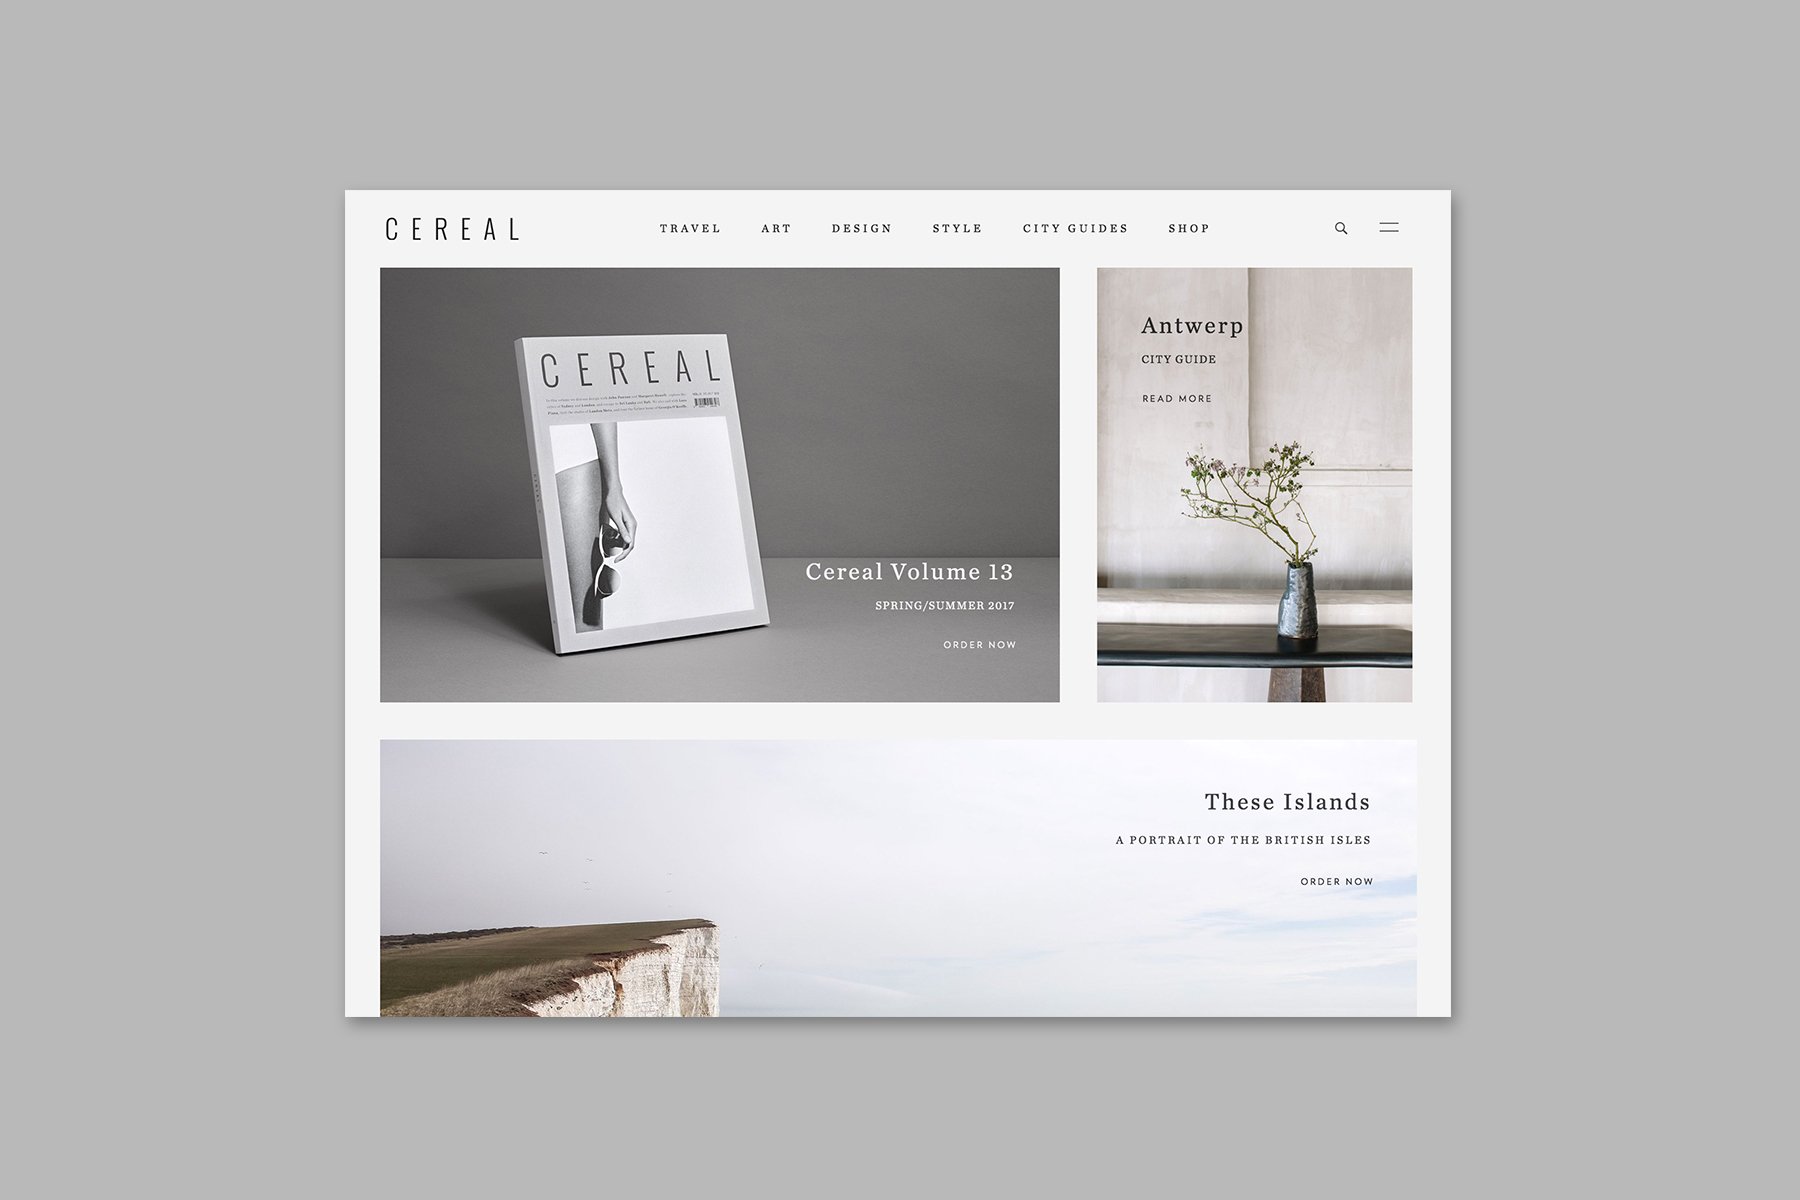 CEREAL
TRAVEL ART DESIGN STYLE CITY GUIDES SHOP
CEREAL
Cereal Volume 13
SPRING/SUMMER 2017
ORDER NOW
Antwerp
CITY GUIDE
READ MORE
These Islands
A PORTRAIT OF THE BRITISH ISLES
ORDER NOW